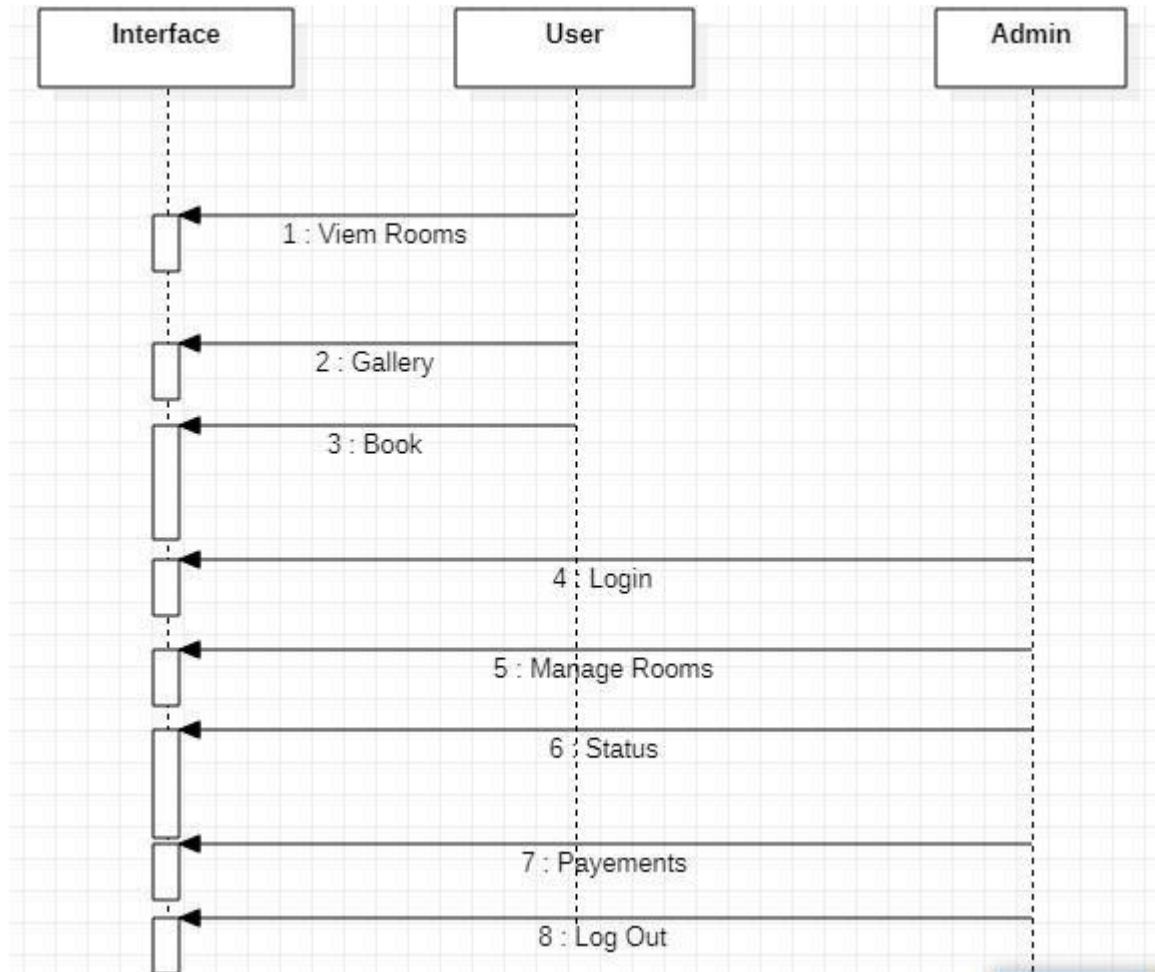 Interface
User
Admin
1 : Viem Rooms
2 : Gallery
3 : Book
4 : Login
5 : Manage Rooms
6 : Status
7 : Payements
8 : Log Out